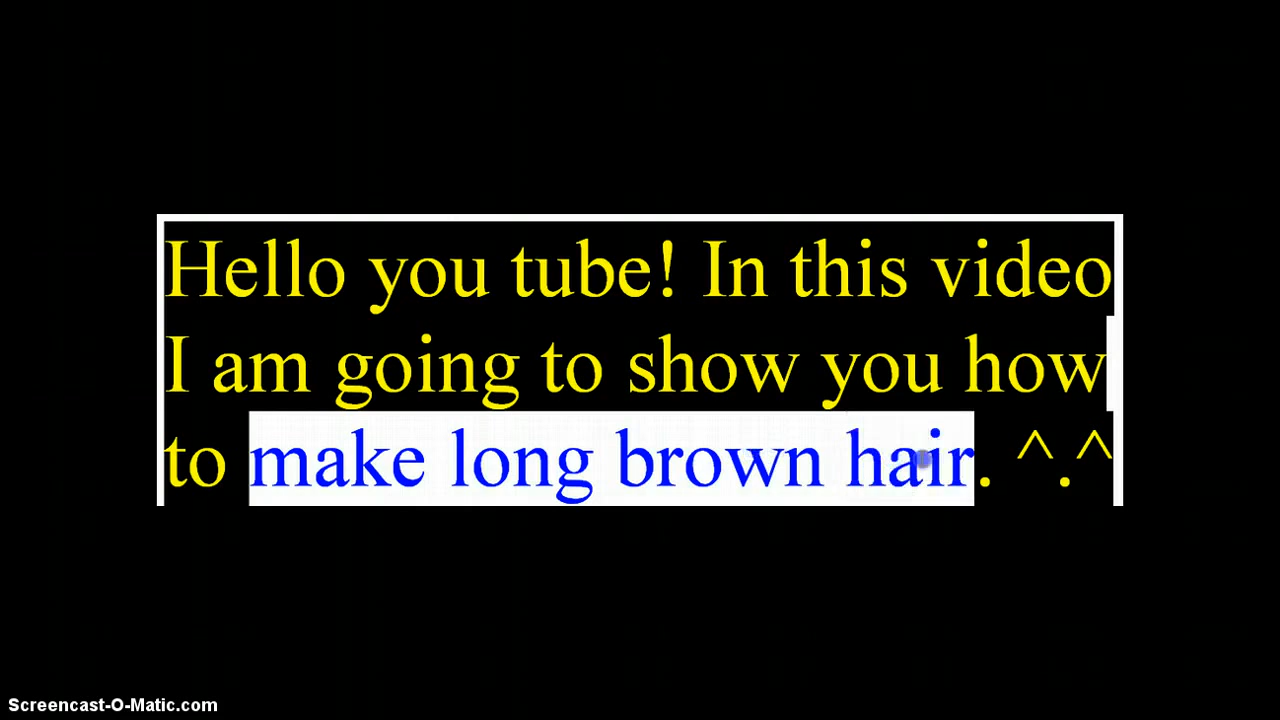 Hello you tube! In this video
I am going to show you how
to make long brown hair. ^.^
Screencast-O-Matic.com